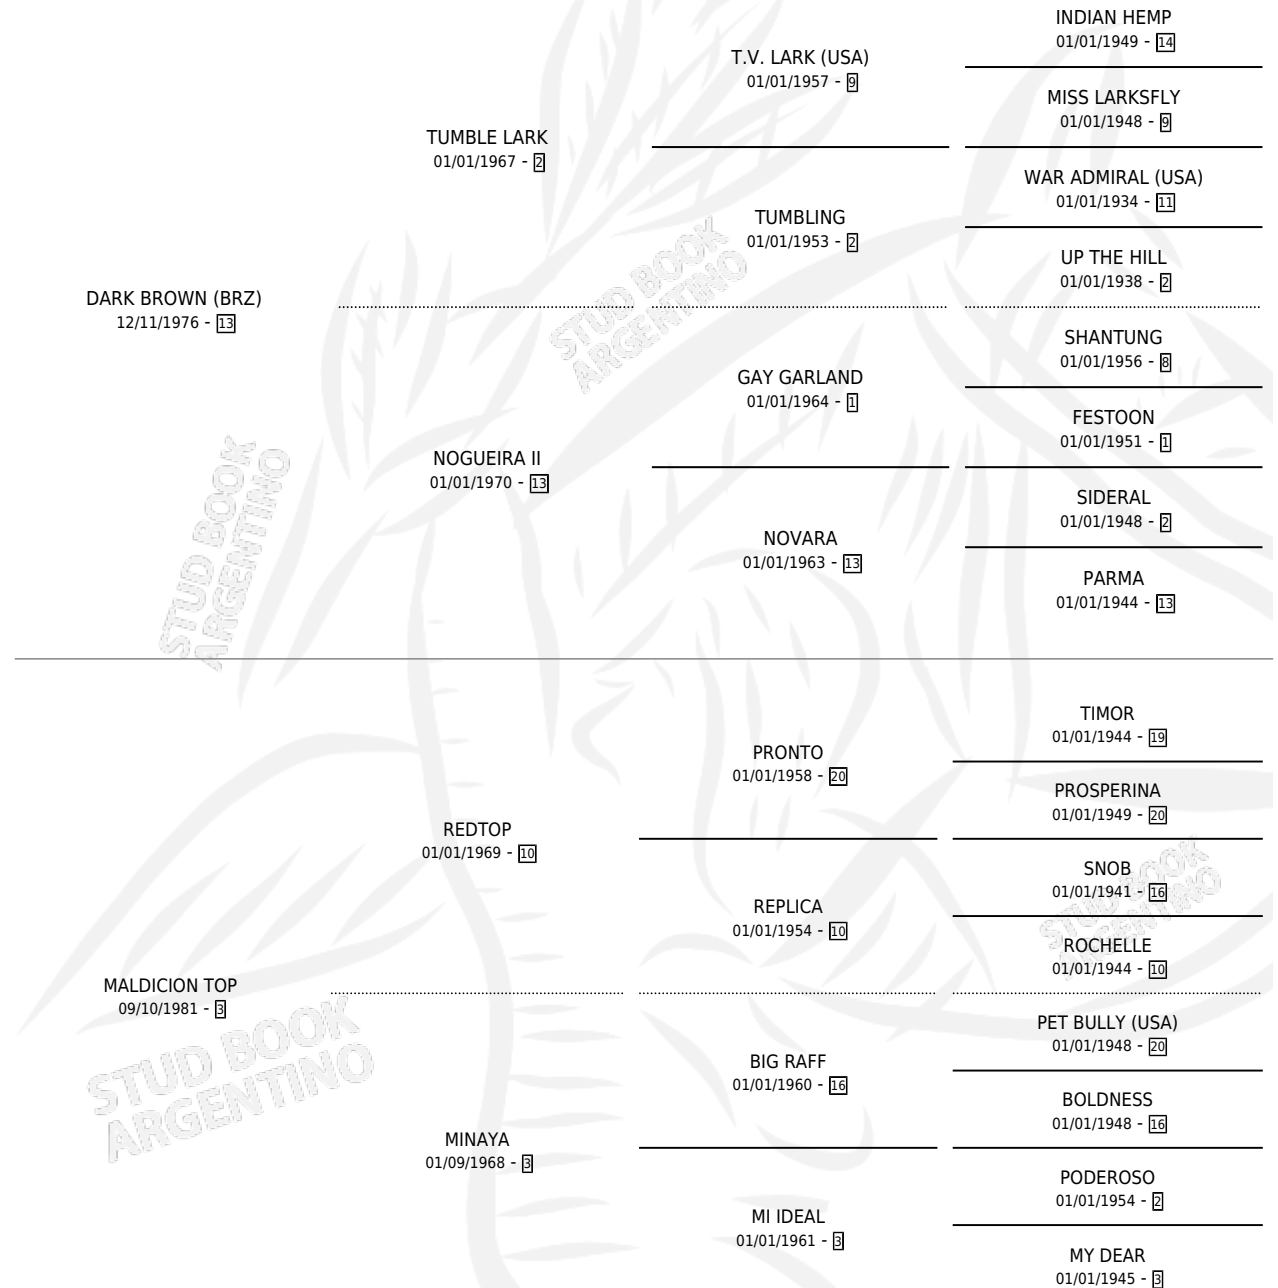 INDIAN HEMP
01/01/1949 - 14
T.V. LARK (USA)
01/01/1957 - 9
MISS LARKSFLY
01/01/1948 - 9
TUMBLE LARK
01/01/1967 - 2
WAR ADMIRAL (USA)
01/01/1934 - 11
TUMBLING
01/01/1953 - 2
UP THE HILL
01/01/1938 - 2
DARK BROWN (BRZ)
12/11/1976 - 13
SHANTUNG
01/01/1956 - 8
GAY GARLAND
01/01/1964 - 1
FESTOON
01/01/1951 - 1
NOGUEIRA II
01/01/1970 - 13
SIDERAL
01/01/1948 - 2
NOVARA
01/01/1963 - 13
PARMA
01/01/1944 - 13
TIMOR
01/01/1944 - 19
PRONTO
01/01/1958 - 20
PROSPERINA
01/01/1949 - 20
REDTOP
01/01/1969 - 10
SNOB
01/01/1941 - 16
REPLICA
01/01/1954 - 10
ROCHELLE
01/01/1944 - 10
MALDICION TOP
09/10/1981 - 3
PET BULLY (USA)
01/01/1948 - 20
BIG RAFF
01/01/1960 - 16
BOLDNESS
01/01/1948 - 16
MINAYA
01/09/1968 - 3
PODEROSO
01/01/1954 - 2
MI IDEAL
01/01/1961 - 3
MY DEAR
01/01/1945 - 3
STUD BOOK
ARGENTINO
STUD BOOK
ARGENTINO
STUD BOOK
ARGENTINO
STUD BOOK
ARGENTINO